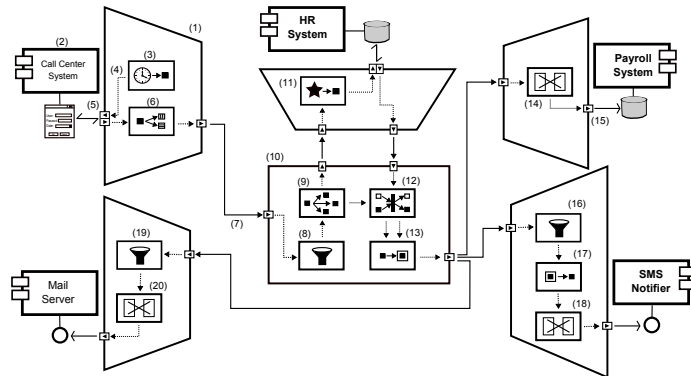 (1)
HR
System
(2)
Call Center
System
(3)
(4)
(5)
(6)
(11)
Payroll
System
(14)
(15)
(7)
(10)
(9)
(12)
(8)
(13)
(16)
(17)
(18)
SMS
Notifier
(19)
(20)
Mail
Server